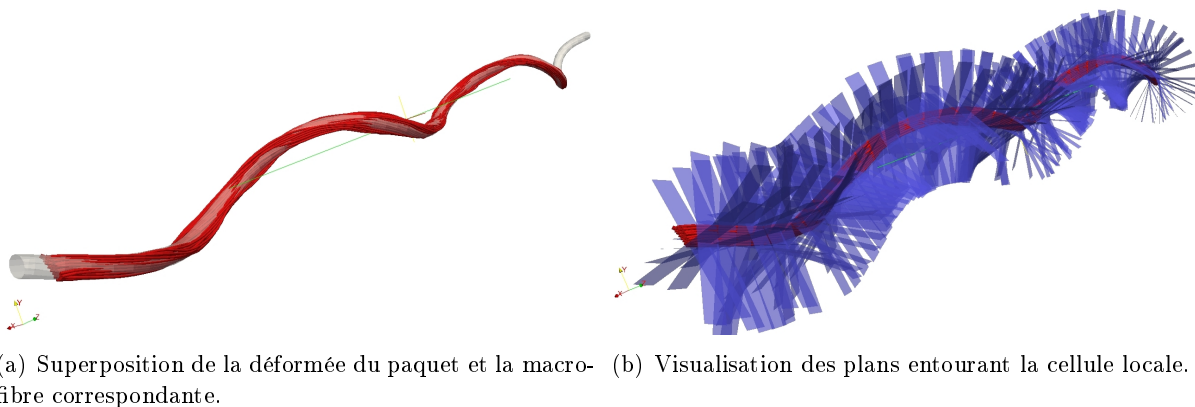 (a) Superposition de la déformée du paquet et la macro-
fibre correspondante.
(b) Visualisation des plans entourant la cellule locale.
Y
X
Z
Y
X